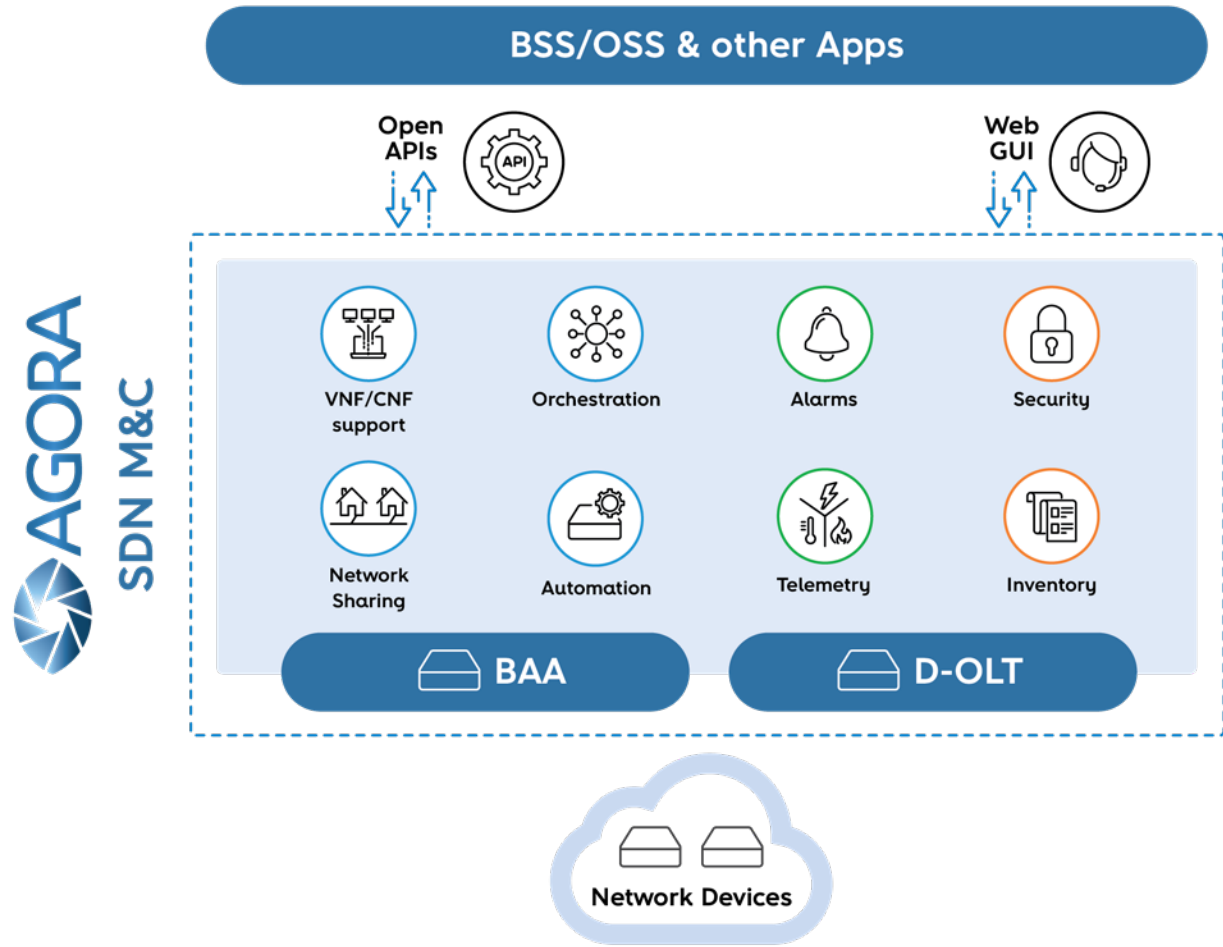 BSS/OSS & other Apps
Open
APIs
API
Web
GUI
AGORA
SDN M&C
VNF/CNF
support
Orchestration
Alarms
Security
Network
Sharing
Automation
Telemetry
Inventory
BAA
D-OLT
Network Devices